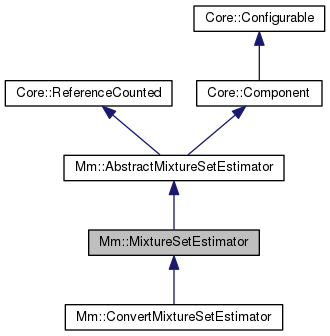 Core::Configurable
Core::ReferenceCounted
Core::Component
Mm::AbstractMixtureSetEstimator
Mm::MixtureSetEstimator
Mm::ConvertMixtureSetEstimator